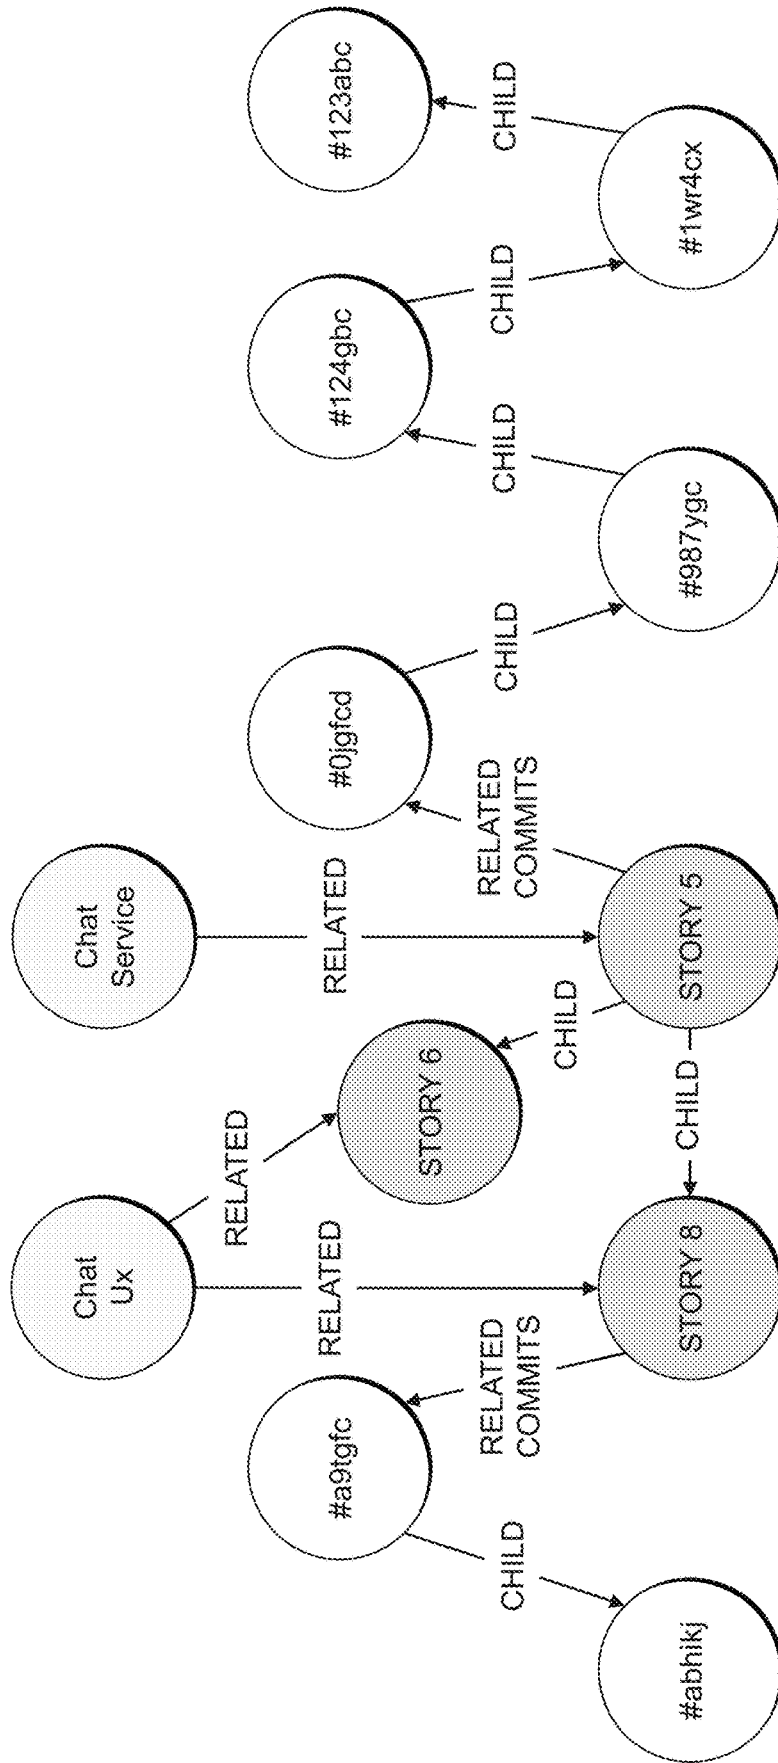 Chat
Ux
Chat
Service
RELATED
RELATED
RELATED
#a9tgfc
STORY 6
#0jgfcd
#124gbc
#123abc
CHILD
RELATED
COMMITS
CHILD
RELATED
COMMITS
CHILD
CHILD
CHILD
CHILD
#abhikj
STORY 8
CHILD
STORY 5
#987ygc
#1wr4cx